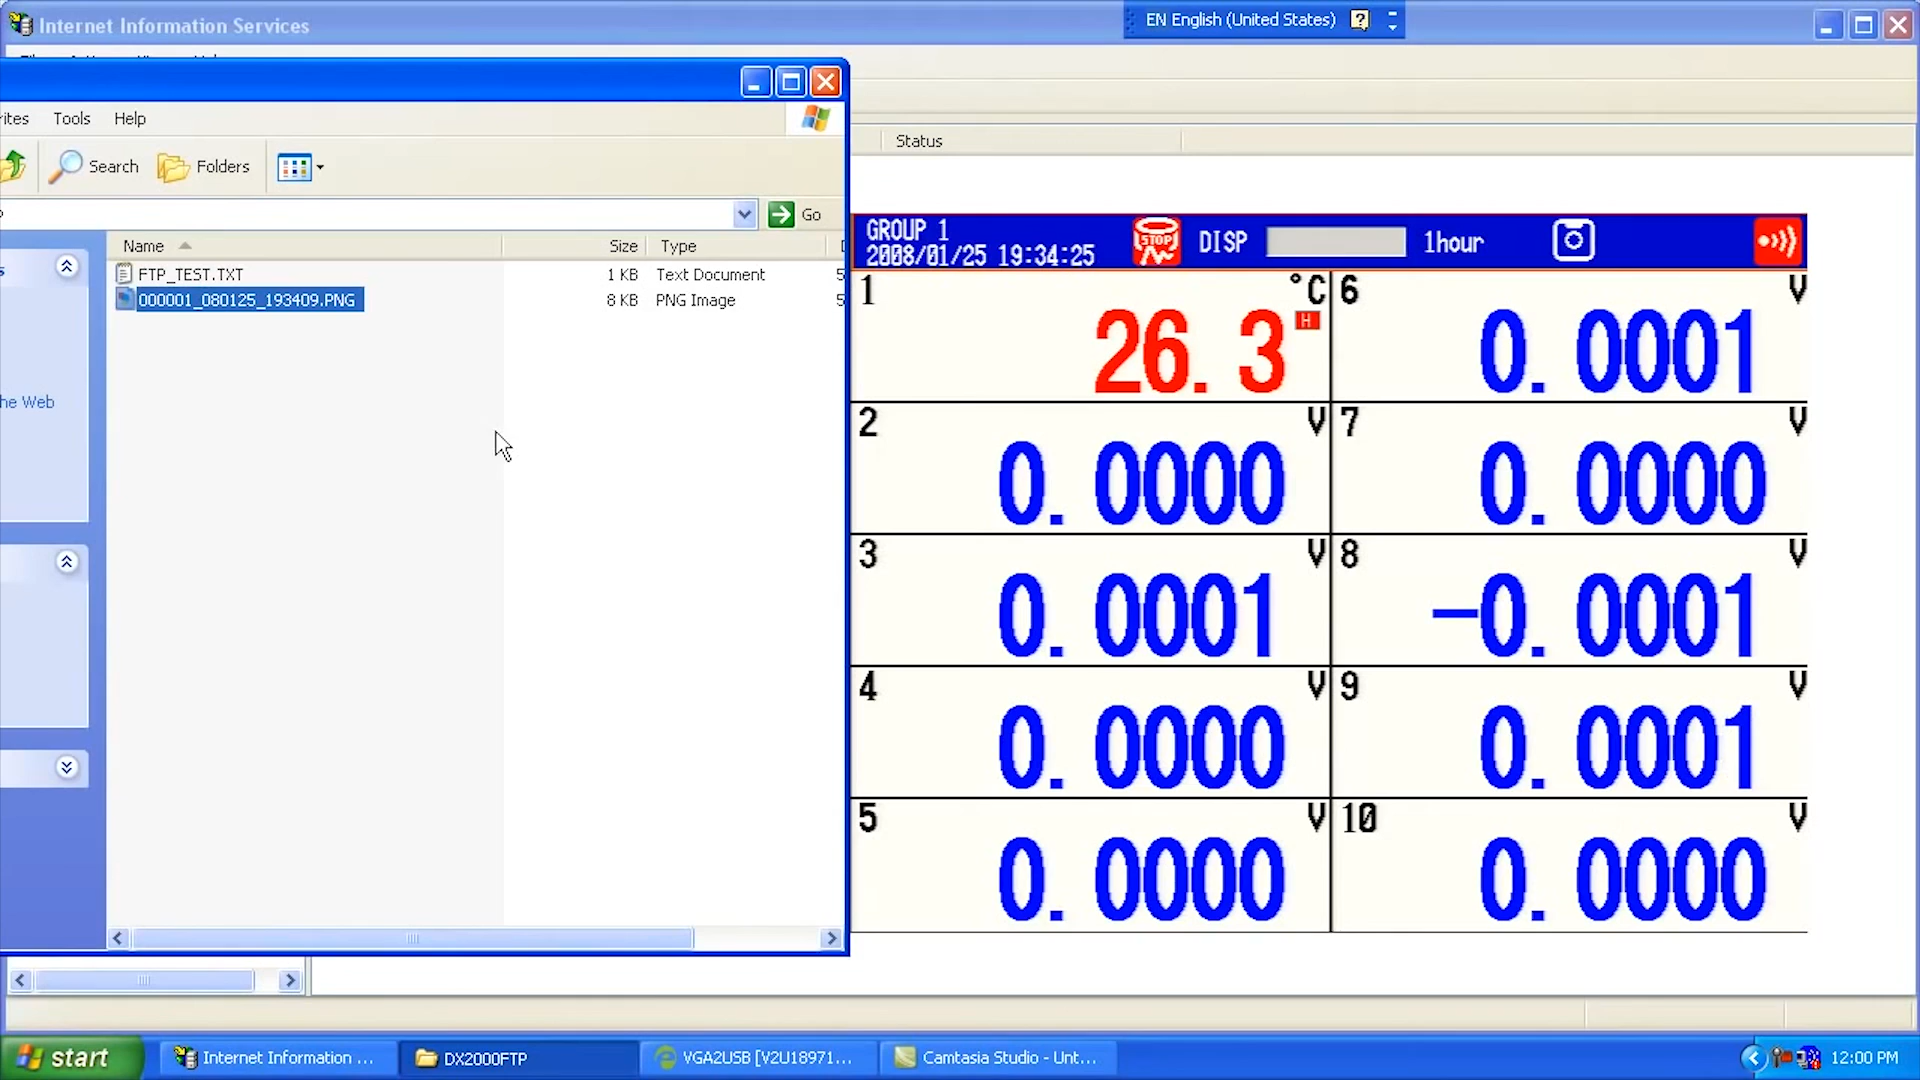 Internet Information Services
EN English (United States)
rites Tools Help
Search Folders
Go
Status
Name Size Type
FTP_TEST.TXT 1 KB Text Document 5
000001_080125_193409.PNG 8 KB PNG Image 5
s
he Web
GROUP 1
2008/01/25 19:34:25
STOP
DISP
1hour
1 °C
26.3 H
2 V
0.0000
3 V
0.0001
4 V
0.0000
5 V
0.0000
6 V
0.0001
7 V
0.0000
8 V
-0.0001
9 V
0.0001
10 V
0.0000
start
Internet Information ...
DX2000FTP
VGA2USB [V2U18971...
Camtasia Studio - Unt...
12:00 PM